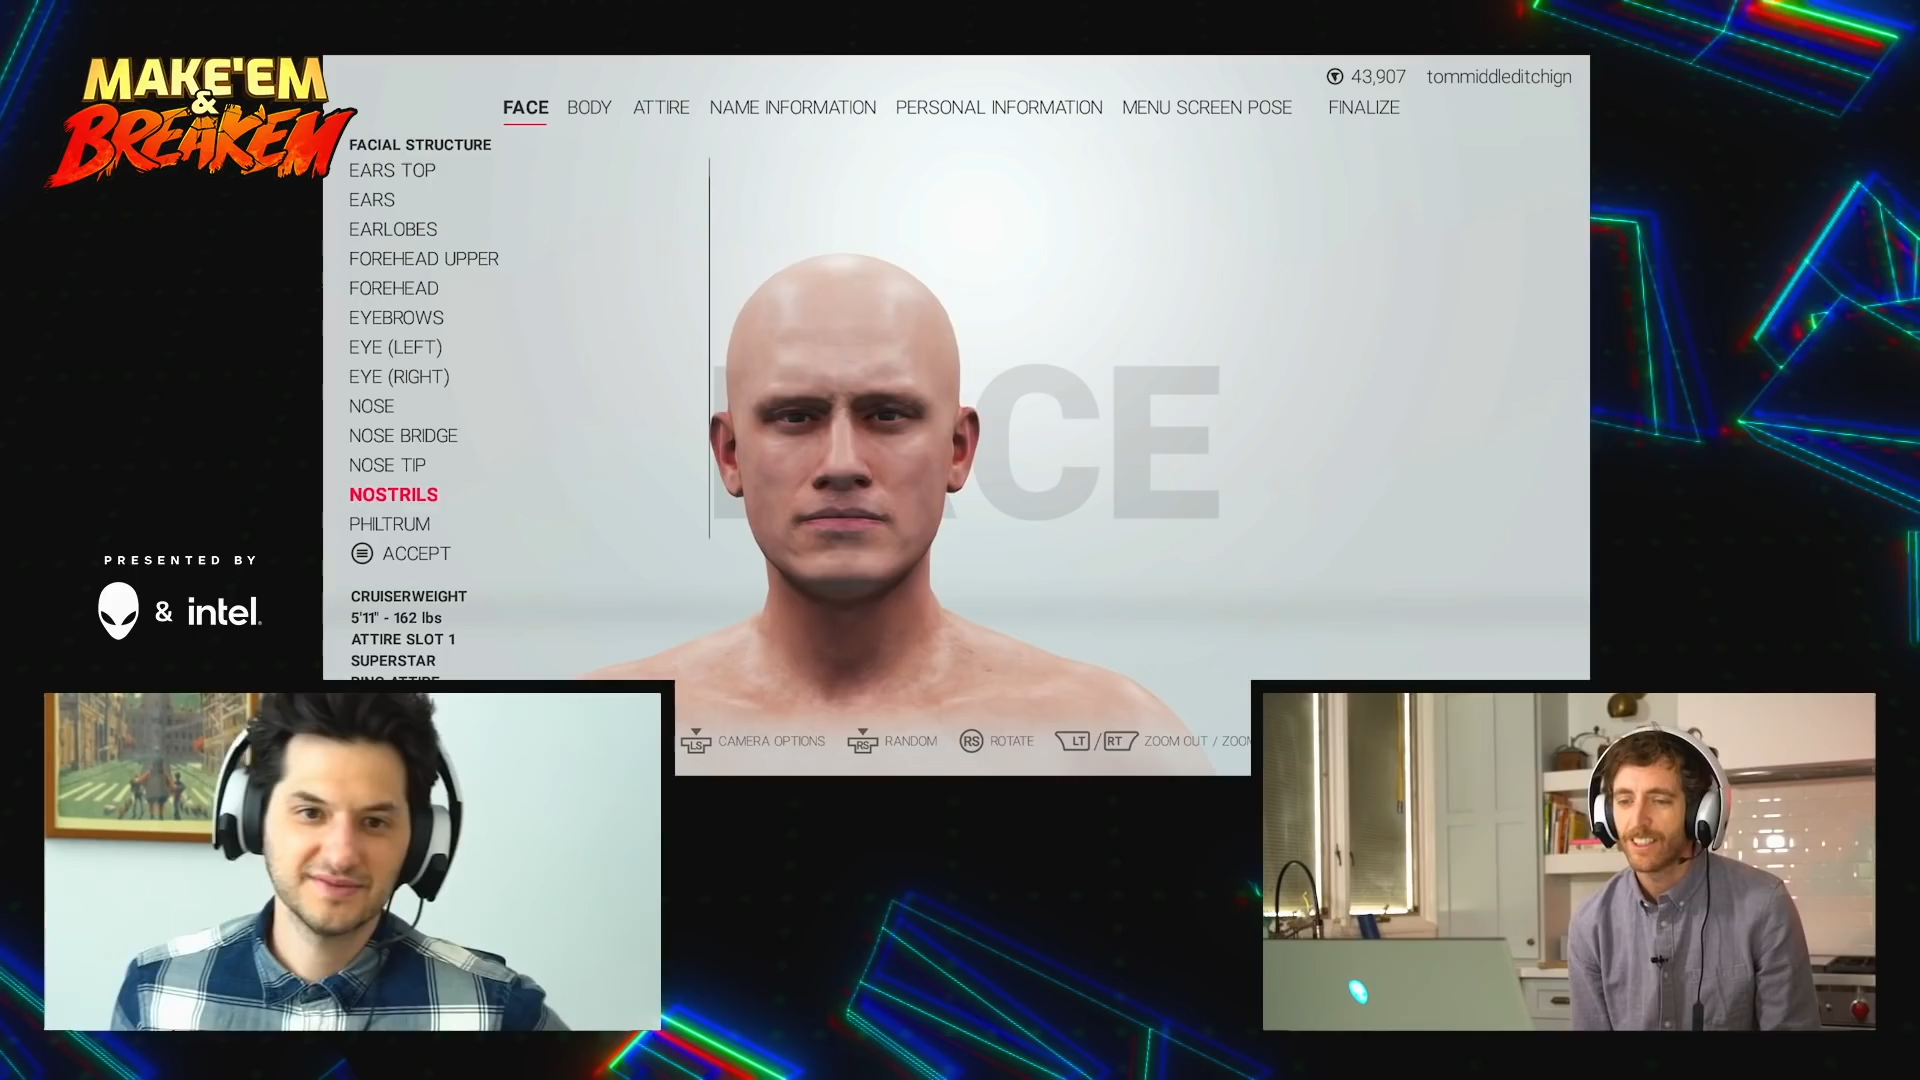 MAKE'EM
&
BREAK'EM
43,907 tommiddleditchign
FACE BODY ATTIRE NAME INFORMATION PERSONAL INFORMATION MENU SCREEN POSE FINALIZE
FACIAL STRUCTURE
EARS TOP
EARS
EARLOBES
FOREHEAD UPPER
FOREHEAD
EYEBROWS
EYE (LEFT)
EYE (RIGHT)
NOSE
NOSE BRIDGE
NOSE TIP
NOSTRILS
PHILTRUM
ACCEPT
CRUISERWEIGHT
5'11" - 162 lbs
ATTIRE SLOT 1
SUPERSTAR
RING ATTIRE
FACE
PRESENTED BY
& intel.
LS CAMERA OPTIONS RS RANDOM RS ROTATE LT / RT ZOOM OUT / ZOOM